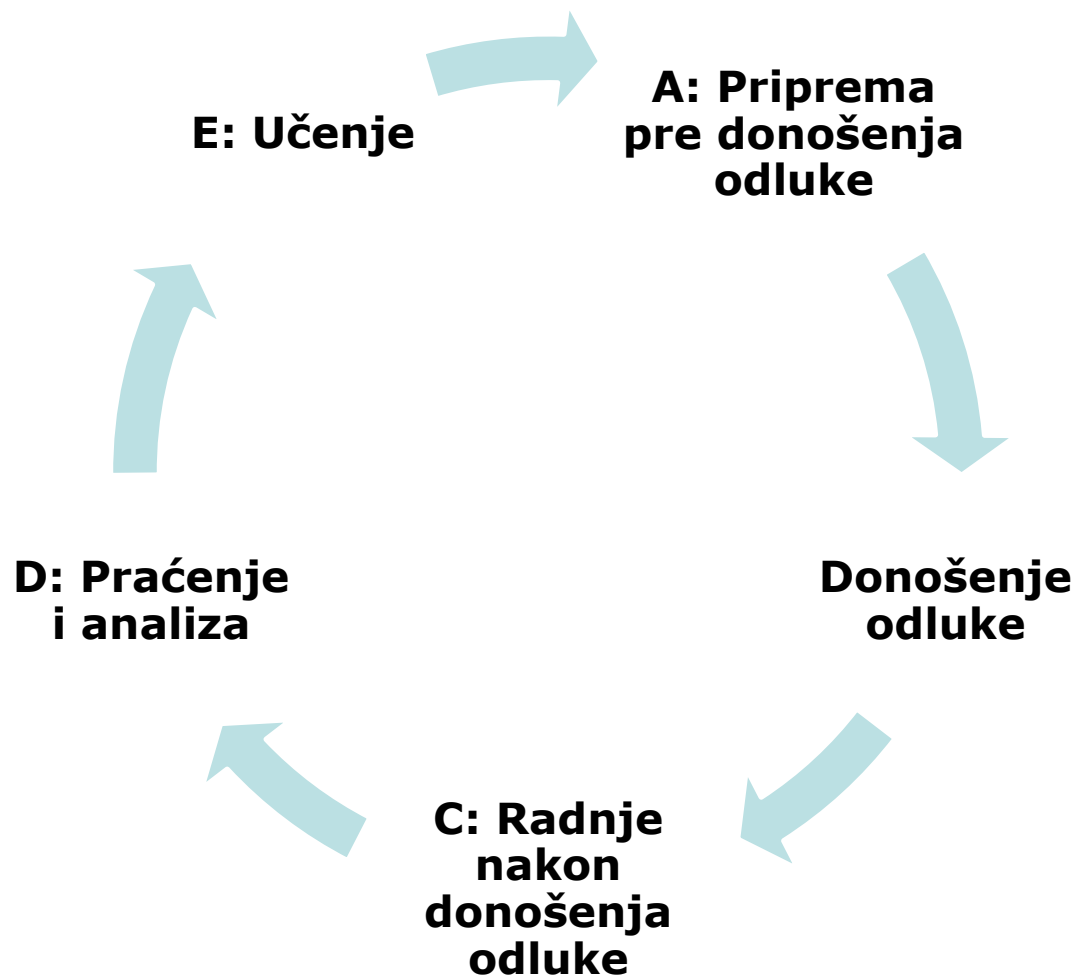 A: Priprema
pre donošenja
odluke
Donošenje
odluke
C: Radnje
nakon
donošenja
odluke
D: Praćenje
i analiza
E: Učenje